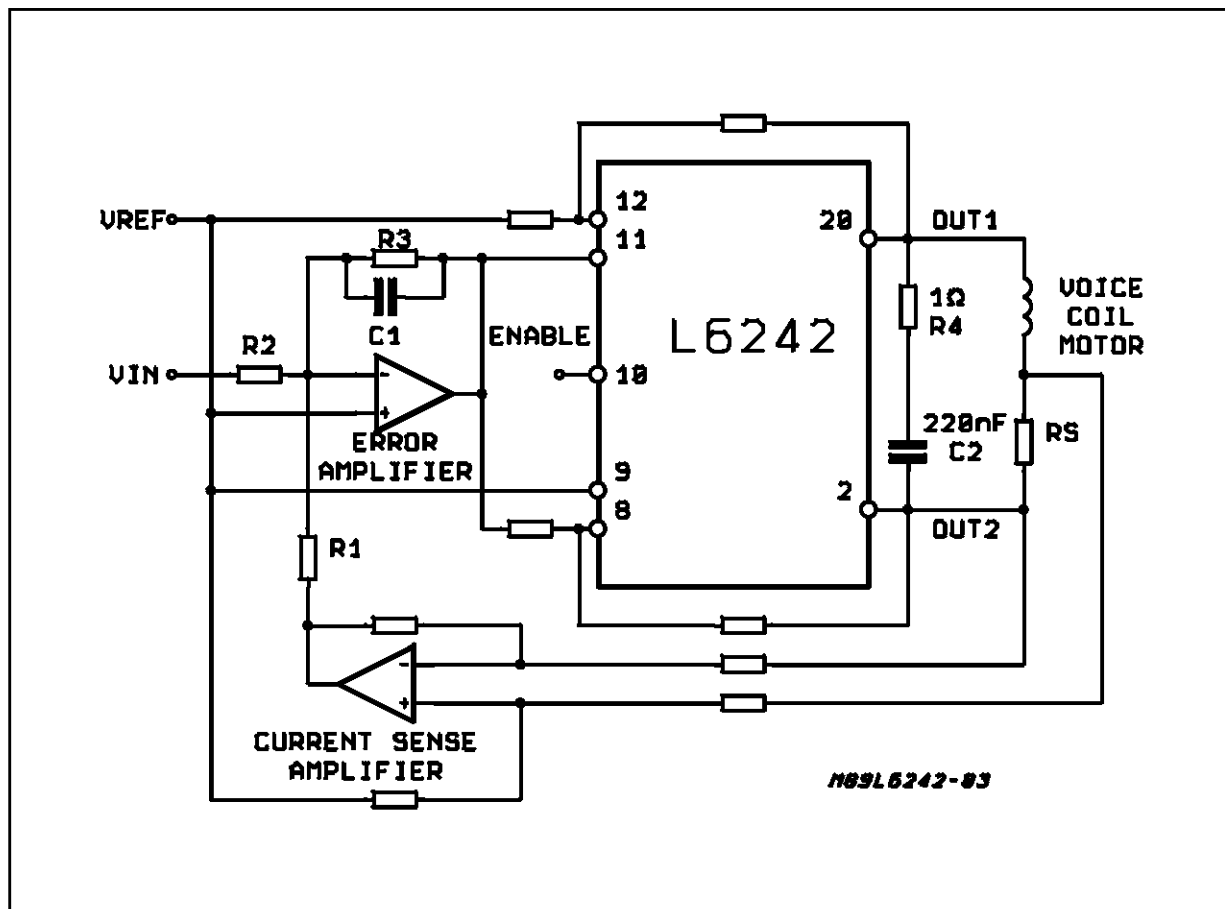 VREF
12
11
20
OUT1
R3
C1
ENABLE
L6242
1Ω
R4
VOICE
COIL
MOTOR
R2
VIN
-
+
10
ERROR
AMPLIFIER
220nF
C2
RS
9
8
2
OUT2
R1
-
+
CURRENT SENSE
AMPLIFIER
M89L6242-03